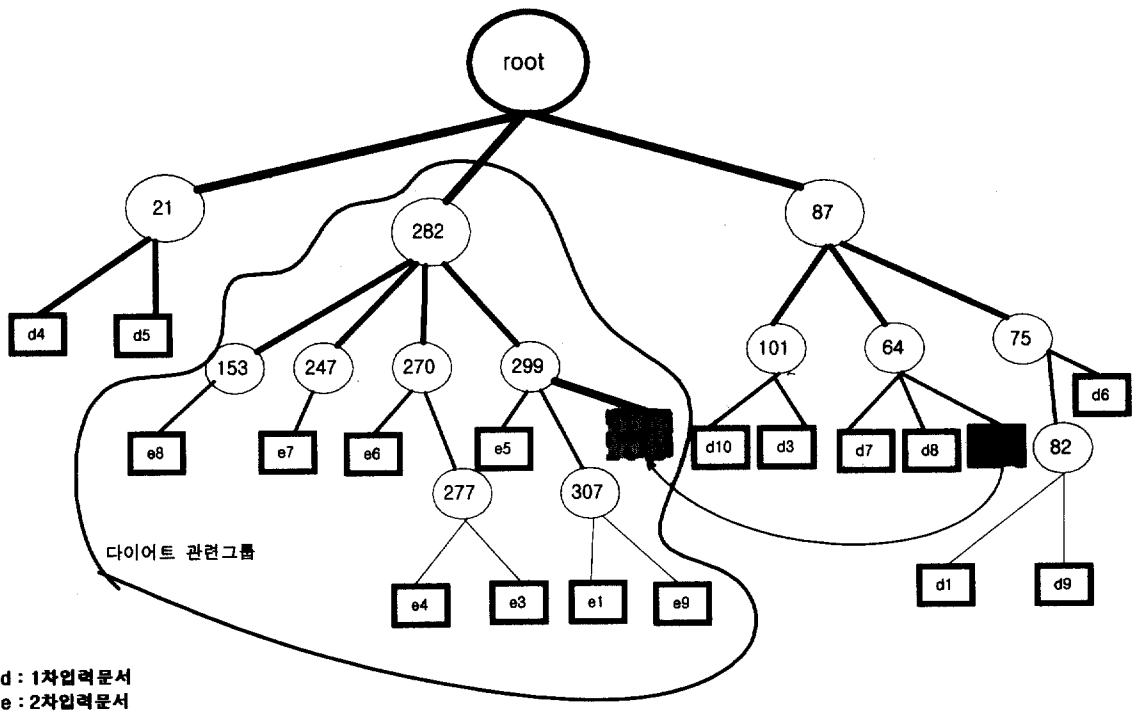 root
21
282
87
d4
d5
153
247
270
299
101
64
75
d6
e8
e7
e6
e5
d10
d3
d7
d8
82
277
307
다이어트 관련그룹
e4
e3
e1
e9
d1
d9
d : 1차입력문서
e : 2차입력문서